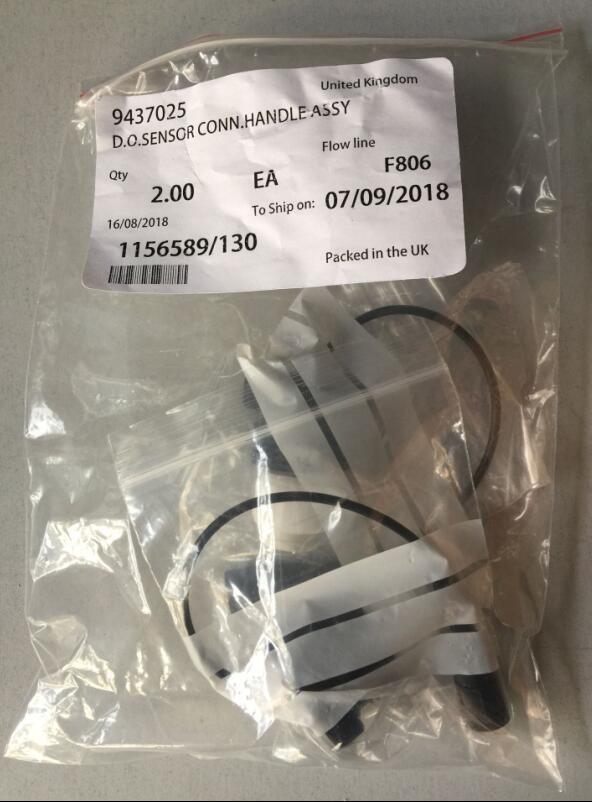 United Kingdom
9437025
D.O.SENSOR CONN.HANDLE ASSY
Flow line
Qty
2.00
EA
F806
16/08/2018
To Ship on: 07/09/2018
1156589/130
Packed in the UK